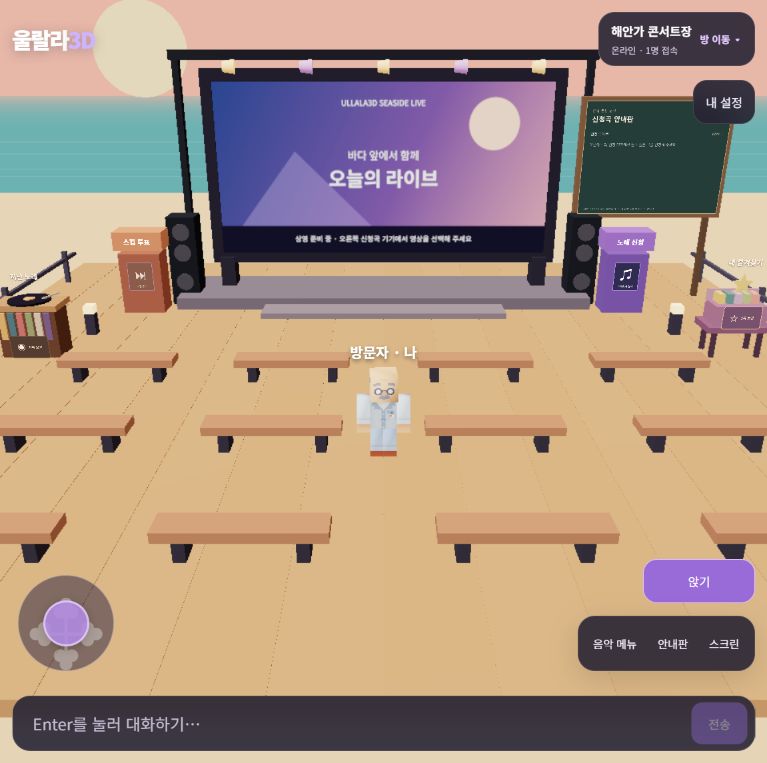 울랄라3D
해안가 콘서트장
온라인 · 1명 접속
방 이동
내 설정
ULLALA3D SEASIDE LIVE
바다 앞에서 함께
오늘의 라이브
상영 준비 중 · 오른쪽 신청곡 기기에서 영상을 선택해 주세요
신청곡 안내판
스킵 투표
노래 신청
방문자 · 나
앉기
음악 메뉴
안내판
스크린
Enter를 눌러 대화하기…
전송